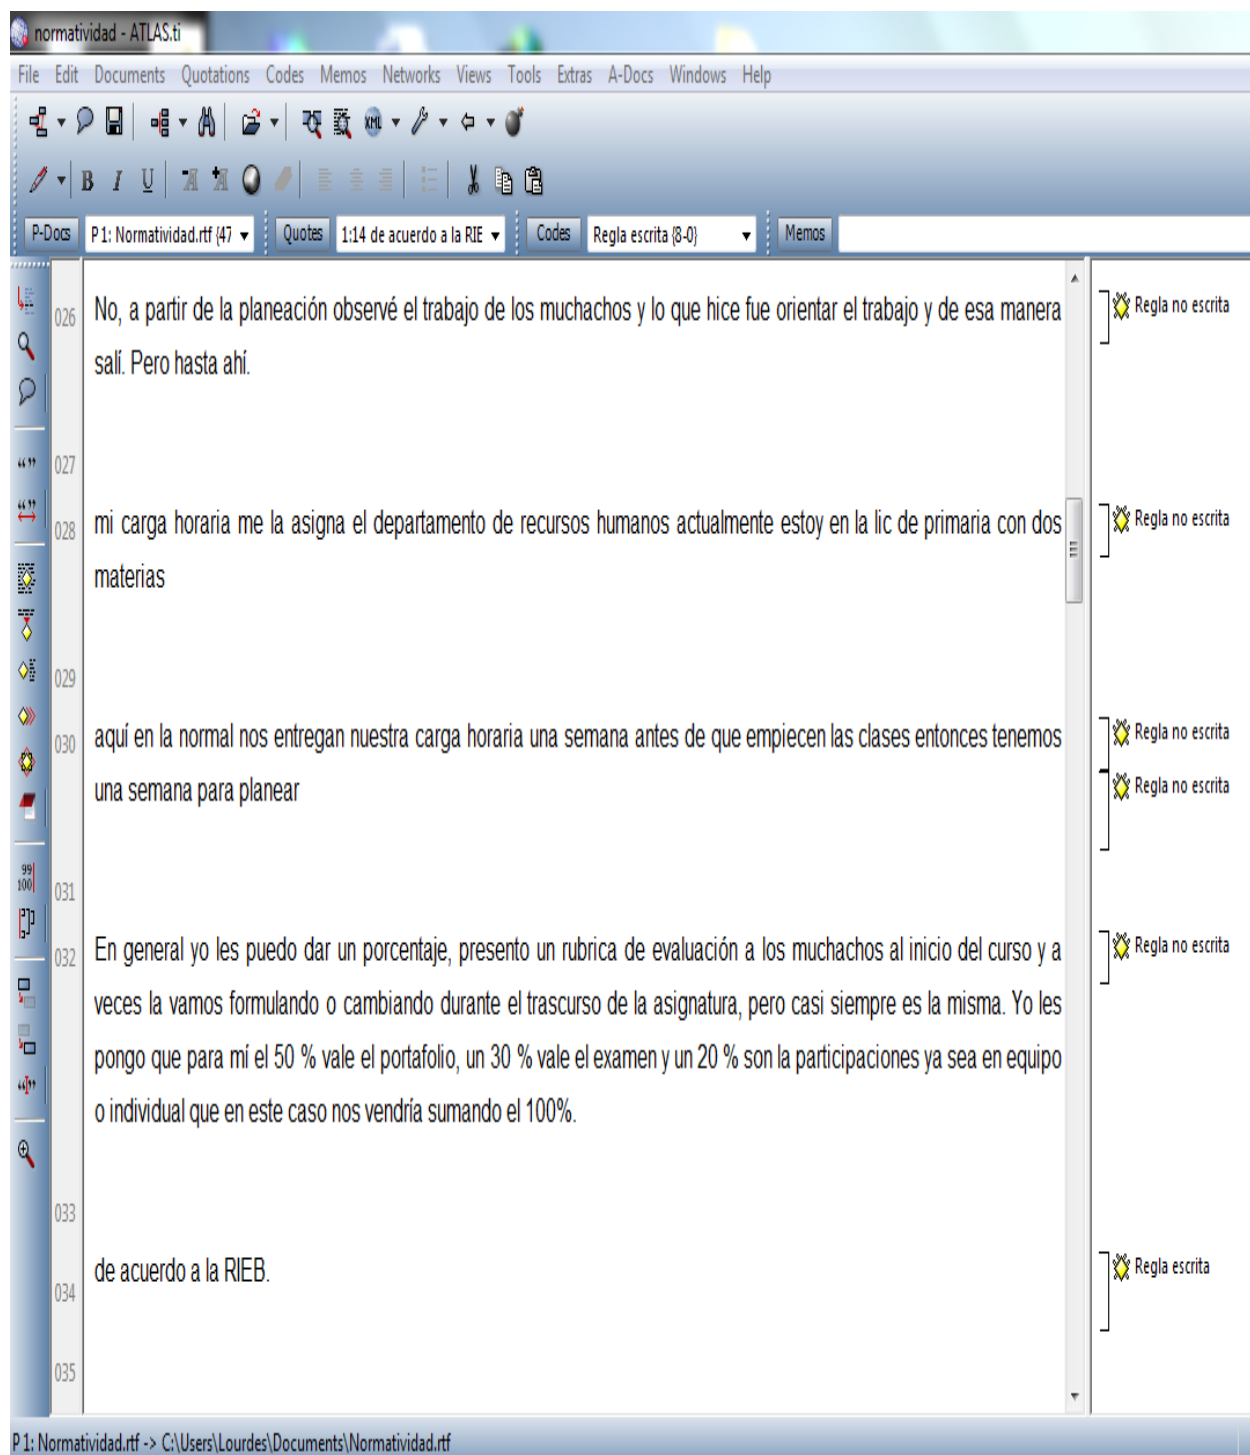 normatividad - ATLAS.ti
File Edit Documents Quotations Codes Memos Networks Views Tools Extras A-Docs Windows Help
XML
B I U A A
P-Docs P 1: Normatividad.rtf {47 Quotes 1:14 de acuerdo a la RIE Codes Regla escrita {8-0} Memos
026 No, a partir de la planeación observé el trabajo de los muchachos y lo que hice fue orientar el trabajo y de esa manera Regla no escrita
salí. Pero hasta ahí.
027
028 mi carga horaria me la asigna el departamento de recursos humanos actualmente estoy en la lic de primaria con dos Regla no escrita
materias
029
030 aquí en la normal nos entregan nuestra carga horaria una semana antes de que empiecen las clases entonces tenemos Regla no escrita
una semana para planear Regla no escrita
99
100
031
032 En general yo les puedo dar un porcentaje, presento un rubrica de evaluación a los muchachos al inicio del curso y a Regla no escrita
veces la vamos formulando o cambiando durante el trascurso de la asignatura, pero casi siempre es la misma. Yo les
pongo que para mí el 50 % vale el portafolio, un 30 % vale el examen y un 20 % son la participaciones ya sea en equipo
o individual que en este caso nos vendría sumando el 100%.
033
034 de acuerdo a la RIEB. Regla escrita
035
P 1: Normatividad.rtf -> C:\Users\Lourdes\Documents\Normatividad.rtf